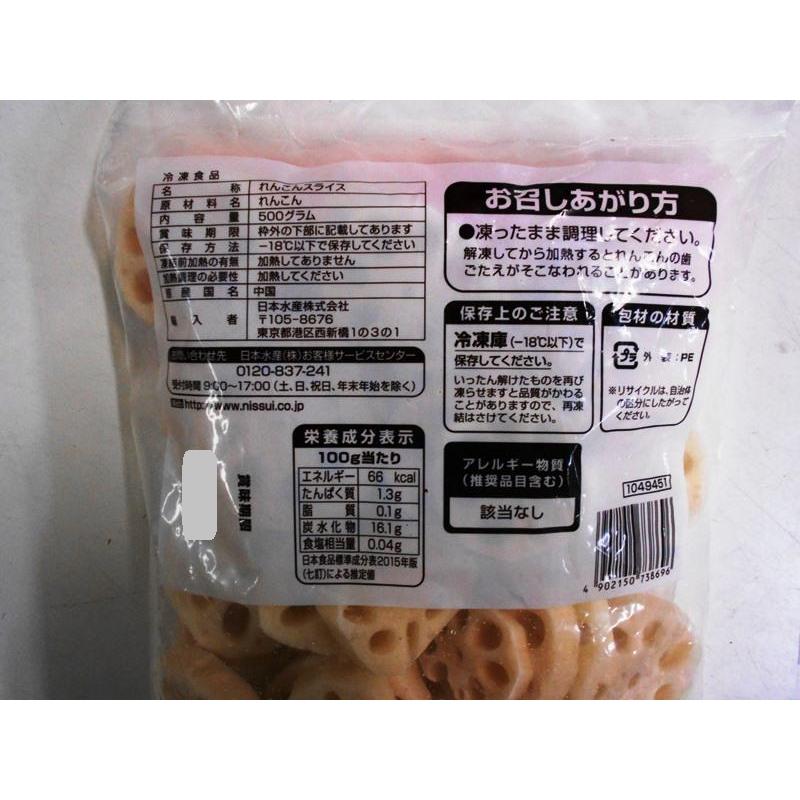 冷凍食品
名称 れんこんスライス
原材料名 れんこん
内容量 500グラム
賞味期限 枠外の下部に記載してあります
保存方法 −18℃以下で保存してください
凍結前加熱の有無 加熱してありません
加熱調理の必要性 加熱してください
原産国名 中国
輸入者 日本水産株式会社
〒105−8676
東京都港区西新橋1の3の1
お問い合わせ先 日本水産(株)お客様サービスセンター
0120-837-241
受付時間 9:00〜17:00(土、日、祝日、年末年始を除く)
http://www.nissui.co.jp
賞味期限
栄養成分表示
100g当たり
エネルギー 66 kcal
たんぱく質 1.3g
脂質 0.1g
炭水化物 16.1g
食塩相当量 0.04g
日本食品標準成分表2015年版
(七訂)による推定値
お召しあがり方
●凍ったまま調理してください。
解凍してから加熱するとれんこんの歯
ごたえがそこなわれることがあります。
保存上のご注意
冷凍庫(−18℃以下)で
保存してください。
いったん解けたものを再び
凍らせますと品質がかわる
ことがありますので、再凍
結はさけてください。
包材の材質
プラ 外装:PE
※リサイクルは、自治体
の区分にしたがって
ください。
アレルギー物質
(推奨品目含む)
該当なし
1049451
4 902150 738696